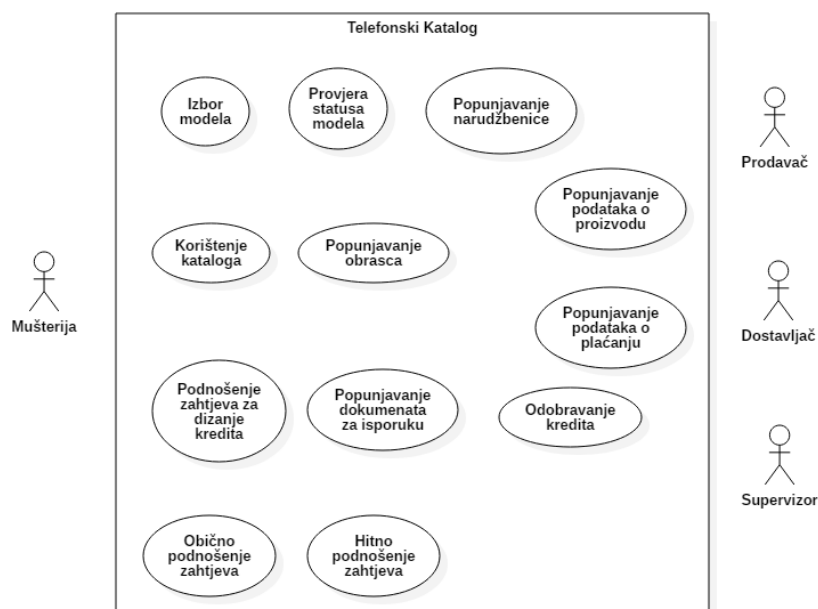 Telefonski Katalog
Izbor
modela
Provjera
statusa
modela
Popunjavanje
narudžbenice
Prodavač
Popunjavanje
podataka o
proizvodu
Korištenje
kataloga
Popunjavanje
obrasca
Mušterija
Popunjavanje
podataka o
plaćanju
Dostavljač
Podnošenje
zahtjeva za
dizanje
kredita
Popunjavanje
dokumenata
za isporuku
Odobravanje
kredita
Supervizor
Obično
podnošenje
zahtjeva
Hitno
podnošenje
zahtjeva